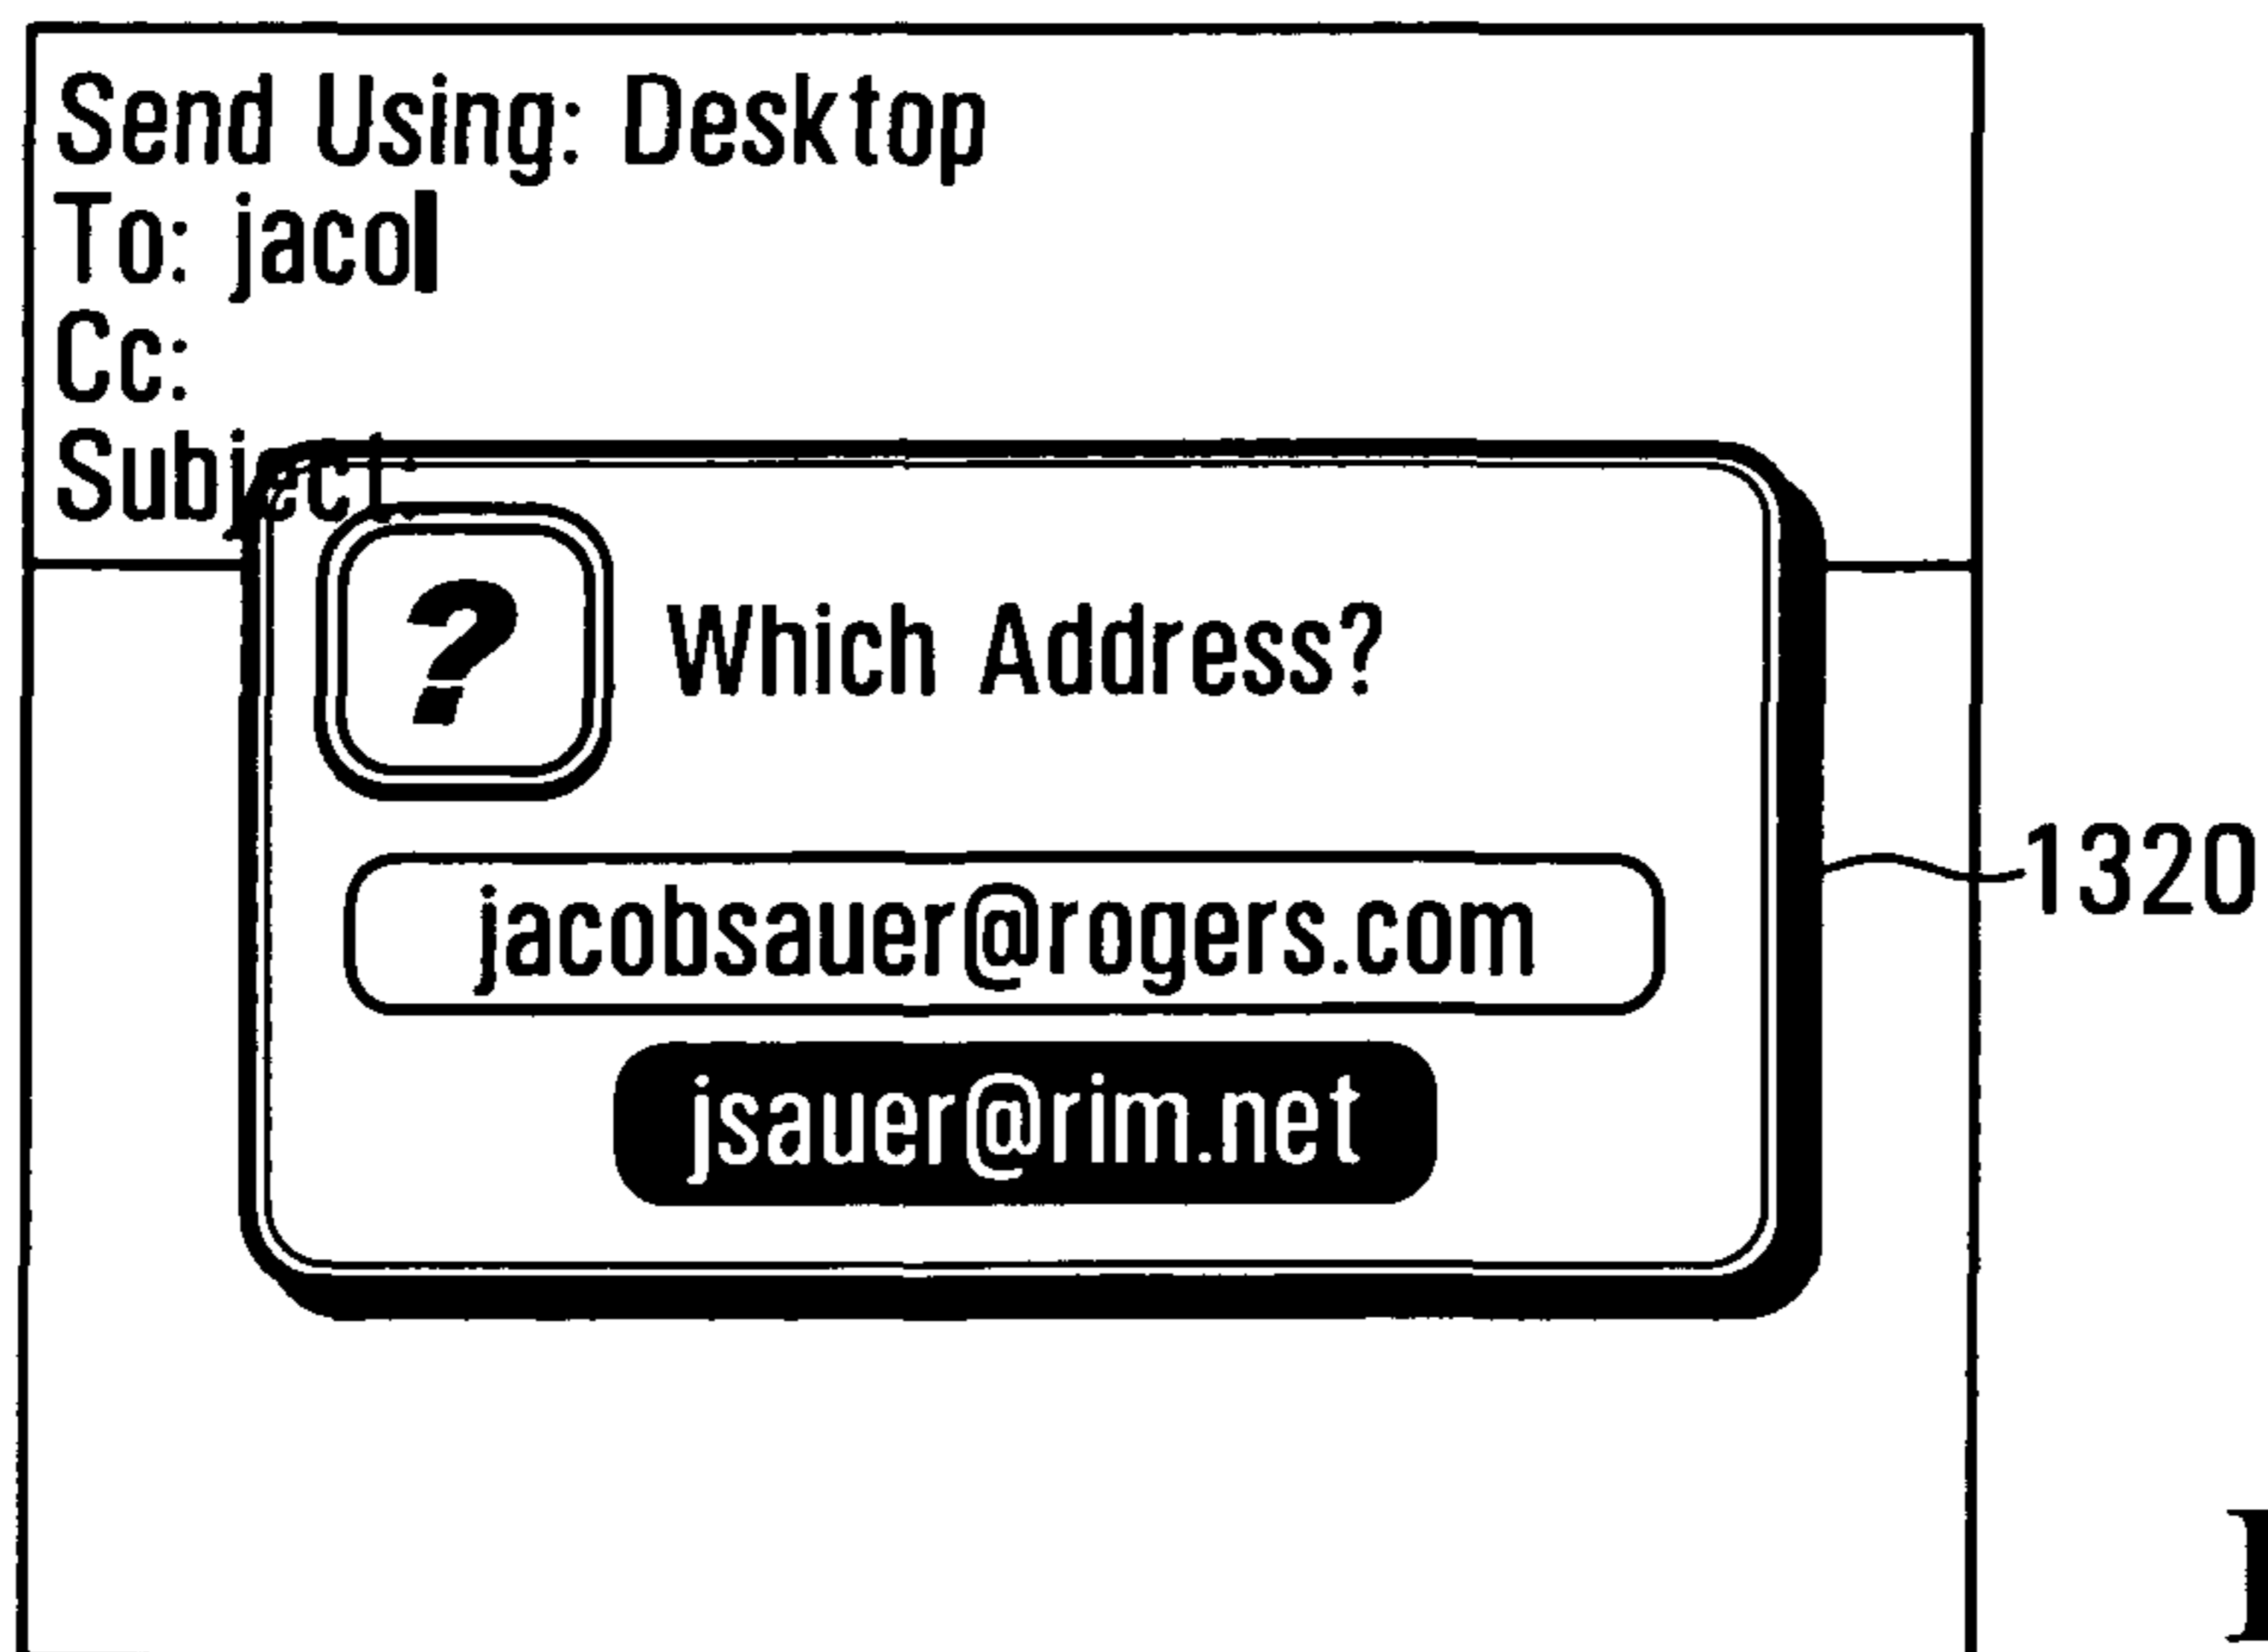 Send Using: Desktop
To: jaco
Cc:
Subject:
? Which Address?
jacobsauer@rogers.com
1320
jsauer@rim.net